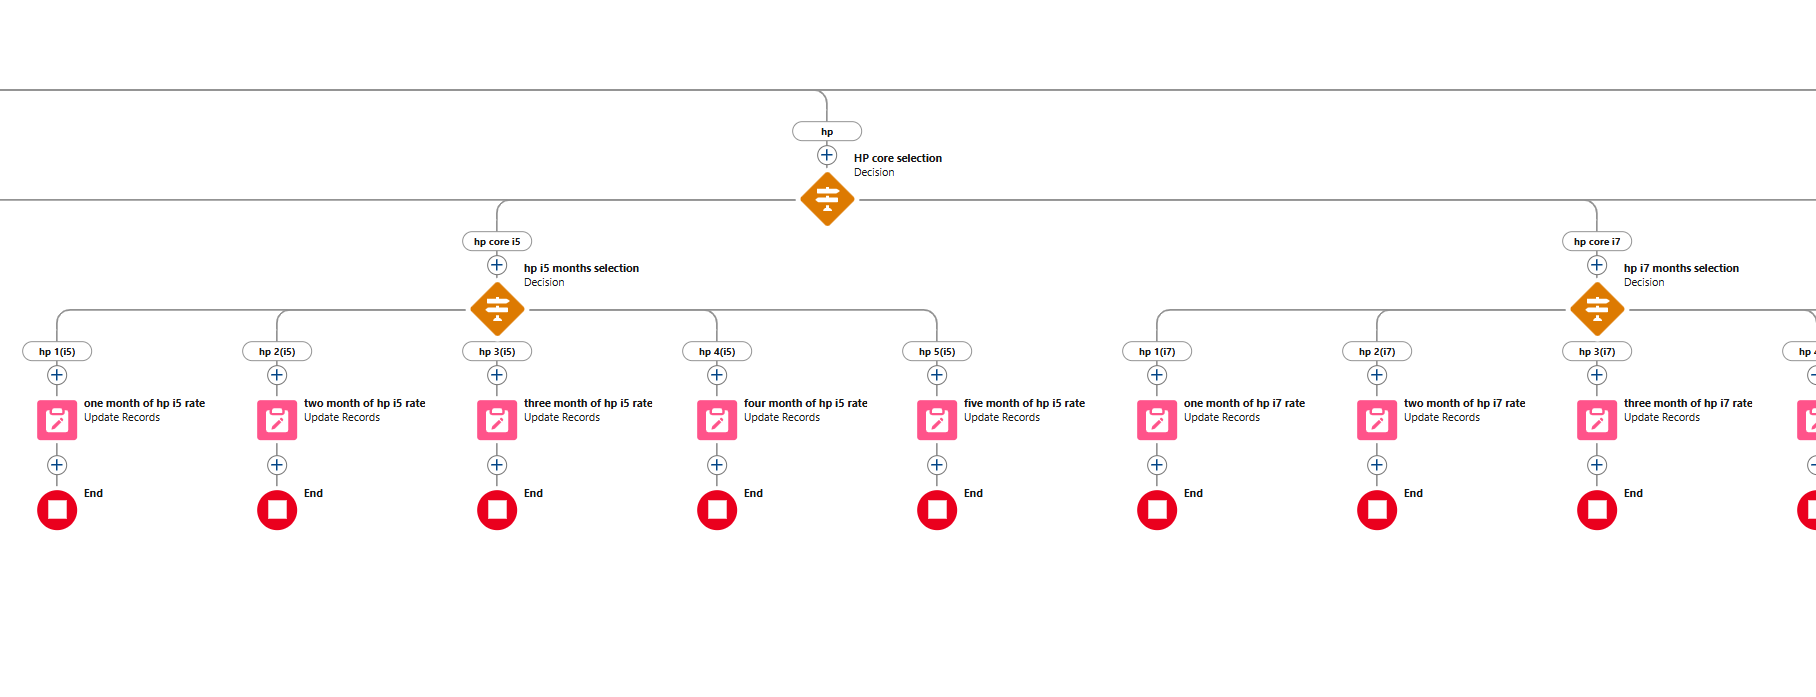 hp
HP core selection
Decision
hp core i5
hp core i7
hp i5 months selection
Decision
hp i7 months selection
Decision
hp 1(i5)
hp 2(i5)
hp 3(i5)
hp 4(i5)
hp 5(i5)
hp 1(i7)
hp 2(i7)
hp 3(i7)
hp
one month of hp i5 rate
Update Records
two month of hp i5 rate
Update Records
three month of hp i5 rate
Update Records
four month of hp i5 rate
Update Records
five month of hp i5 rate
Update Records
one month of hp i7 rate
Update Records
two month of hp i7 rate
Update Records
three month of hp i7 rate
Update Records
End
End
End
End
End
End
End
End